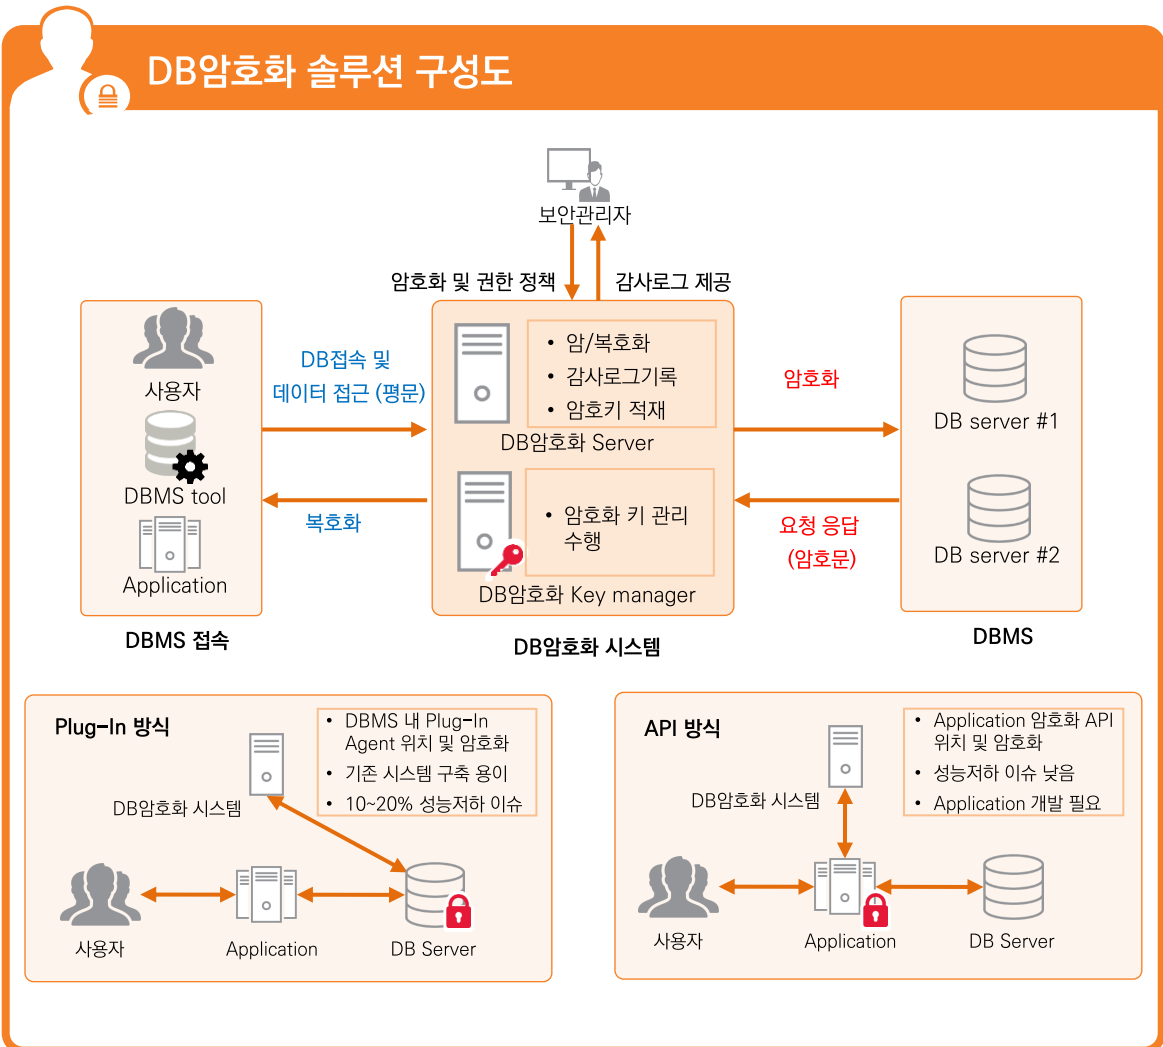 DB암호화 솔루션 구성도
보안관리자
암호화 및 권한 정책
감사로그 제공
사용자
DBMS tool
Application
DBMS 접속
DB접속 및
데이터 접근 (평문)
복호화
• 암/복호화
• 감사로그기록
• 암호키 적재
DB암호화 Server
• 암호화 키 관리
수행
DB암호화 Key manager
DB암호화 시스템
암호화
요청 응답
(암호문)
DB server #1
DB server #2
DBMS
Plug-In 방식
• DBMS 내 Plug-In
Agent 위치 및 암호화
• 기존 시스템 구축 용이
• 10~20% 성능저하 이슈
DB암호화 시스템
사용자
Application
DB Server
API 방식
• Application 암호화 API
위치 및 암호화
• 성능저하 이슈 낮음
• Application 개발 필요
DB암호화 시스템
사용자
Application
DB Server